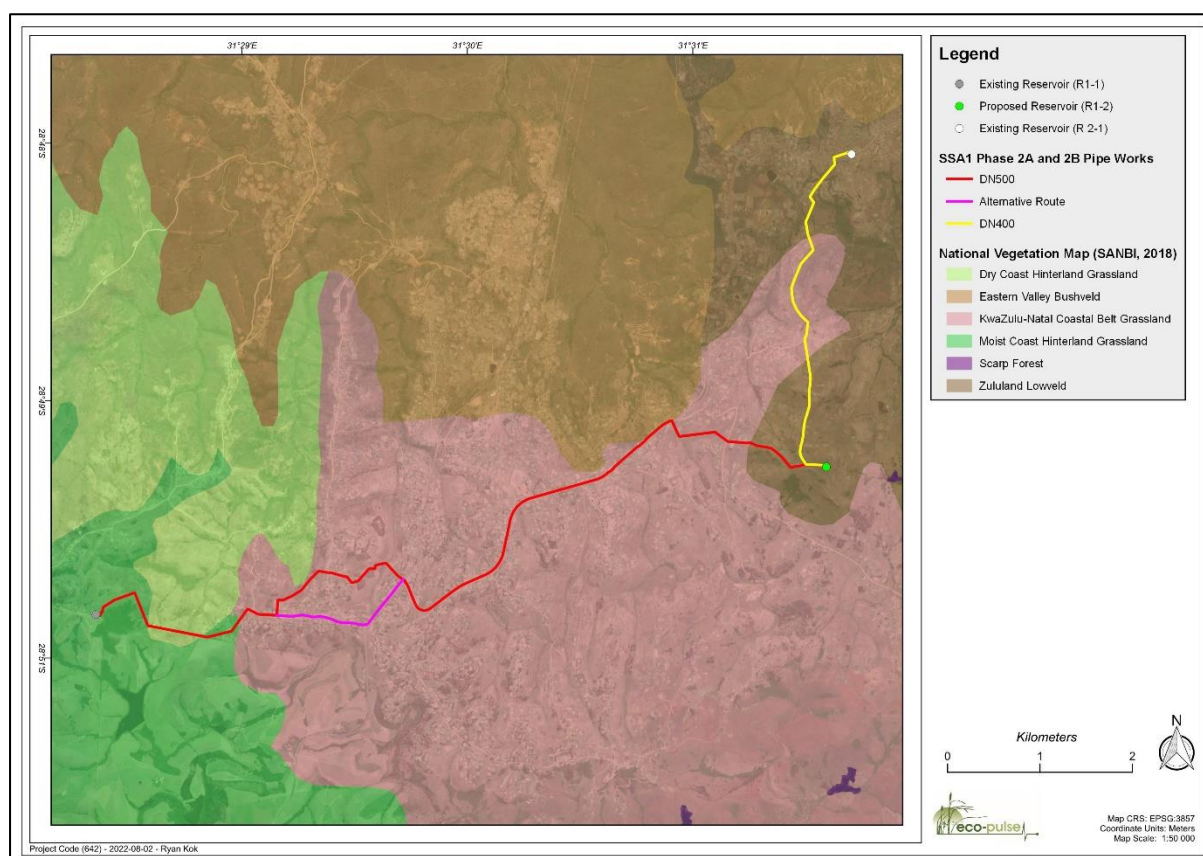 31°29'E
31°30'E
31°31'E
28°48'S
28°49'S
28°51'S
Legend
Existing Reservoir (R1-1)
Proposed Reservoir (R1-2)
Existing Reservoir (R 2-1)
SSA1 Phase 2A and 2B Pipe Works
DN500
Alternative Route
DN400
National Vegetation Map (SANBI, 2018)
Dry Coast Hinterland Grassland
Eastern Valley Bushveld
KwaZulu-Natal Coastal Belt Grassland
Moist Coast Hinterland Grassland
Scarp Forest
Zululand Lowveld
N
Kilometers
0 1 2
eco-pulse
Map CRS: EPSG:3857
Coordinate Units: Meters
Map Scale: 1:50 000
Project Code (642) - 2022-08-02 - Ryan Kok